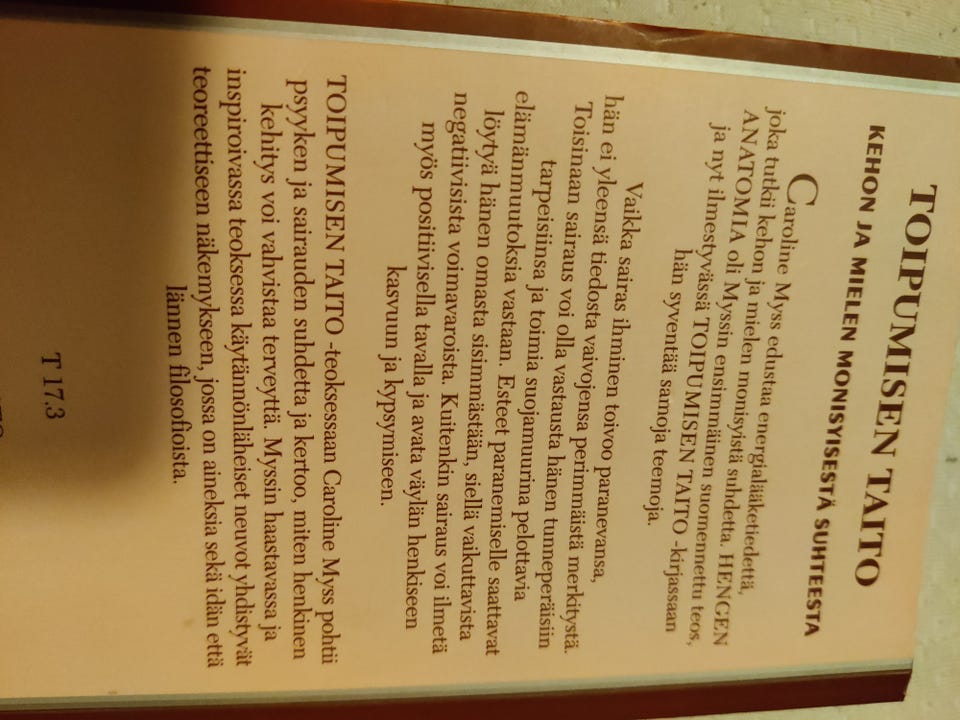 TOIPUMISEN TAITO
KEHON JA MIELEN MONISYISESTÄ SUHTEESTA
Caroline Myss edustaa energialääketiedettä,
joka tutkii kehon ja mielen monisyistä suhdetta. HENGEN
ANATOMIA oli Myssin ensimmäinen suomennettu teos,
ja nyt ilmestyvässä TOIPUMISEN TAITO -kirjassaan
hän syventää samoja teemoja.
Vaikka sairas ihminen toivoo paranevansa,
hän ei yleensä tiedosta vaivojensa perimmäistä merkitystä.
Toisinaan sairaus voi olla vastausta hänen tunneperäisiin
tarpeisiinsa ja toimia suojamuurina pelottavia
elämänmuutoksia vastaan. Esteet paranemiselle saattavat
löytyä hänen omasta sisimmästään, siellä vaikuttavista
negatiivisista voimavaroista. Kuitenkin sairaus voi ilmetä
myös positiivisella tavalla ja avata väylän henkiseen
kasvuun ja kypsymiseen.
TOIPUMISEN TAITO -teoksessaan Caroline Myss pohtii
psyyken ja sairauden suhdetta ja kertoo, miten henkinen
kehitys voi vahvistaa terveyttä. Myssin haastavassa ja
inspiroivassa teoksessa käytännönläheiset neuvot yhdistyvät
teoreettiseen näkemykseen, jossa on aineksia sekä idän että
lännen filosofioista.
T 17.3